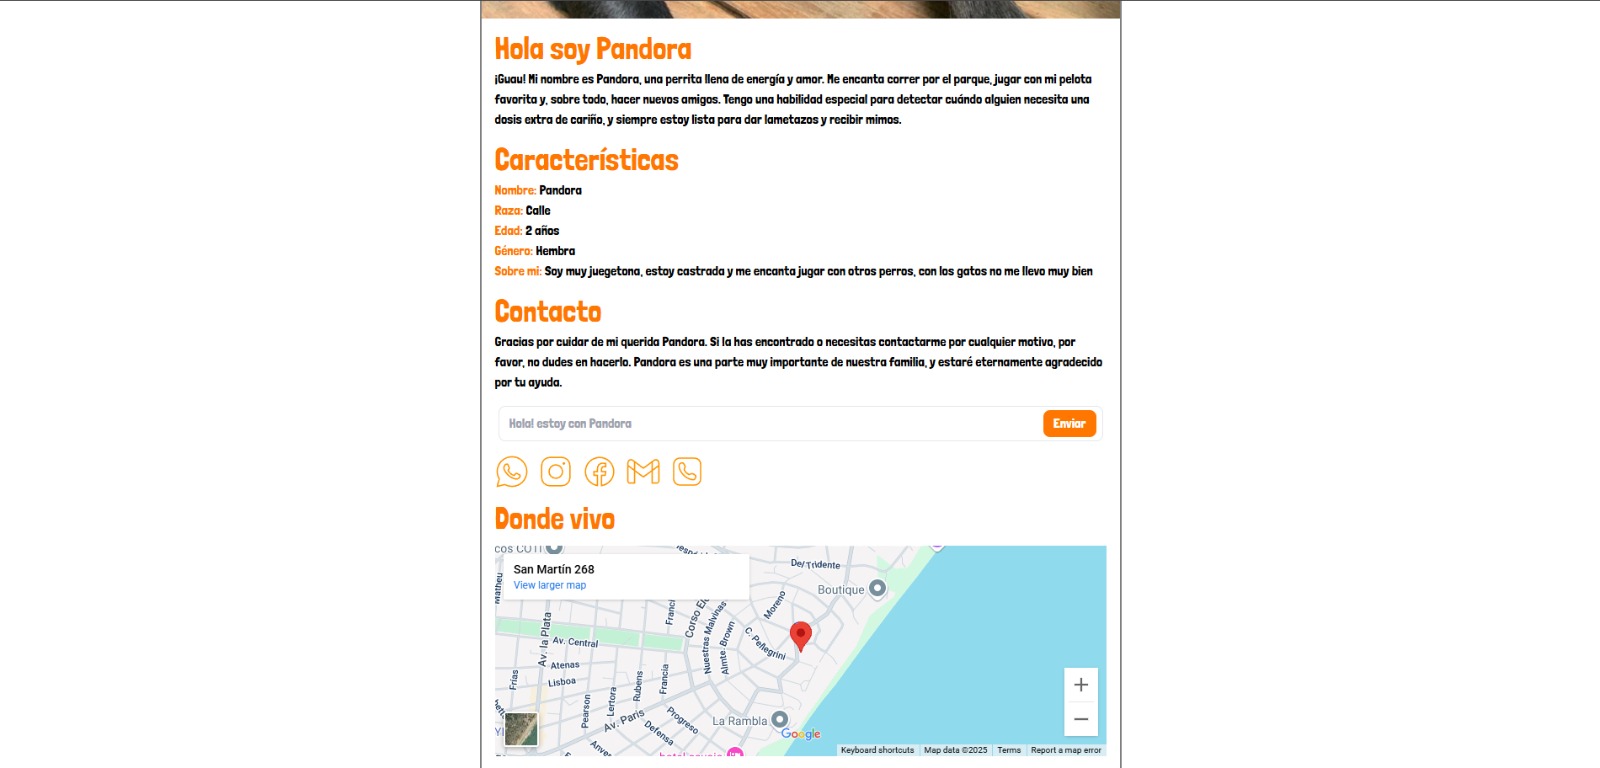 Hola soy Pandora
¡Guau! Mi nombre es Pandora, una perrita llena de energía y amor. Me encanta correr por el parque, jugar con mi pelota
favorita y, sobre todo, hacer nuevos amigos. Tengo una habilidad especial para detectar cuándo alguien necesita una
dosis extra de cariño, y siempre estoy lista para dar lametazos y recibir mimos.
Características
Nombre: Pandora
Raza: Calle
Edad: 2 años
Género: Hembra
Sobre mi: Soy muy juegetona, estoy castrada y me encanta jugar con otros perros, con los gatos no me llevo muy bien
Contacto
Gracias por cuidar de mi querida Pandora. Si la has encontrado o necesitas contactarme por cualquier motivo, por
favor, no dudes en hacerlo. Pandora es una parte muy importante de nuestra familia, y estaré eternamente agradecido
por tu ayuda.
Hola! estoy con Pandora
Enviar
Donde vivo
cos COTI
San Martín 268
View larger map
Matheu
De/ Tridente
Boutique
Moreno
Franci
Corso
Nuestras Malvinas
Almte. Brown
C. Pellegrini
Av. la Plata
Av. Central
Atenas
Lisboa
Frías
Francia
Rubens
Lertora
Pearson
Av. Paris
Progreso
Defensa
La Rambla
Google
Keyboard shortcuts
Map data ©2025
Terms
Report a map error